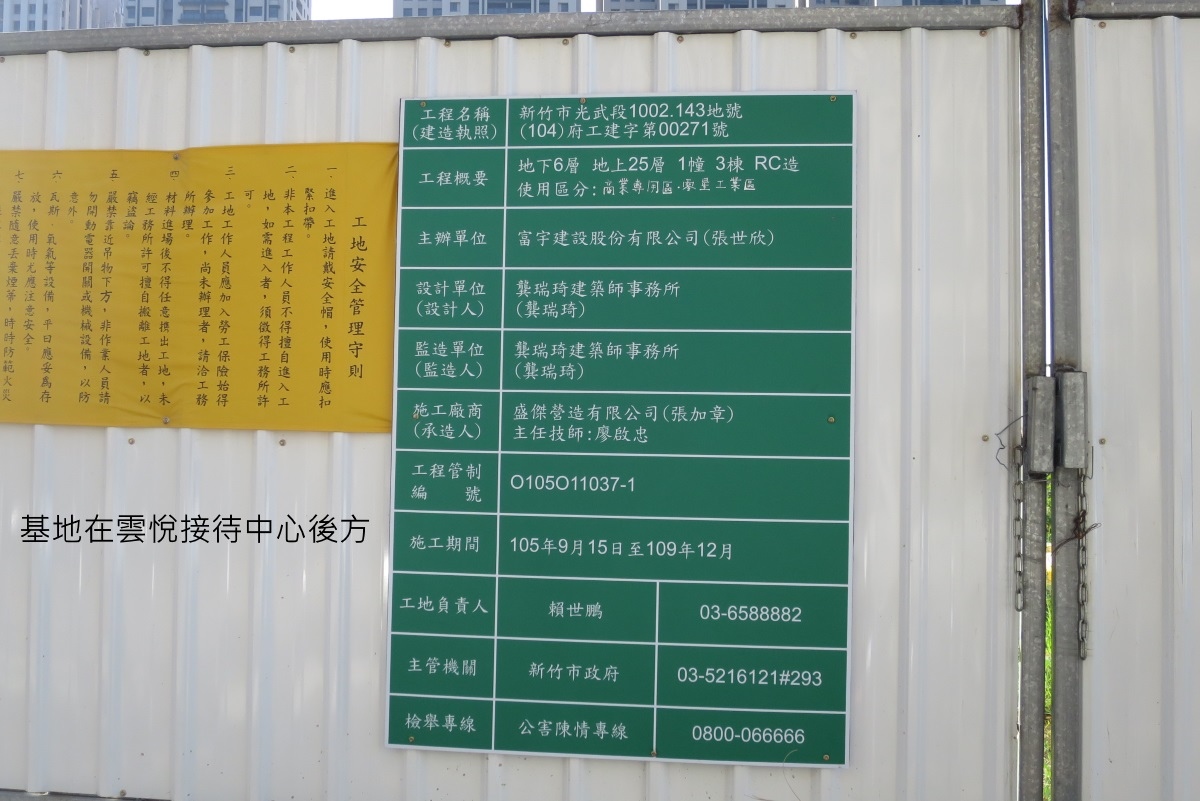 工程名稱
(建造執照)
新竹市光武段1002.143地號
(104)府工建字第00271號
工程概要
地下6層 地上25層 1幢 3棟 RC造
使用區分:商業專用區.零星工業區
主辦單位
富宇建設股份有限公司(張世欣)
設計單位
(設計人)
龔瑞琦建築師事務所
(龔瑞琦)
監造單位
(監造人)
龔瑞琦建築師事務所
(龔瑞琦)
施工廠商
(承造人)
盛傑營造有限公司(張加章)
主任技師:廖啟忠
工程管制
編號
O105O11037-1
施工期間
105年9月15日至109年12月
工地負責人
賴世鵬
03-6588882
主管機關
新竹市政府
03-5216121#293
檢舉專線
公害陳情專線
0800-066666
工地安全管理守則
一.進入工地請戴安全帽，使用時應扣
緊扣帶。
二.非本工程工作人員不得擅自進入工
地，如需進入者，須徵得工務所許
可。
三.工地工作人員應加入勞工保險始得
參加工作，尚未辦理者，請洽工務
所辦理。
四.材料進場後不得任意攜出工地，未
經工務所許可擅自搬離工地者，以
竊盜論。
五.嚴禁靠近吊物下方，非作業人員請
勿開動電器開關或機械設備，以防
意外。
六.瓦斯．氧氣等設備，平日應妥為存
放，使用時尤應注意安全。
七.嚴禁隨意丟棄煙蒂，時時防範火災
基地在雲悅接待中心後方